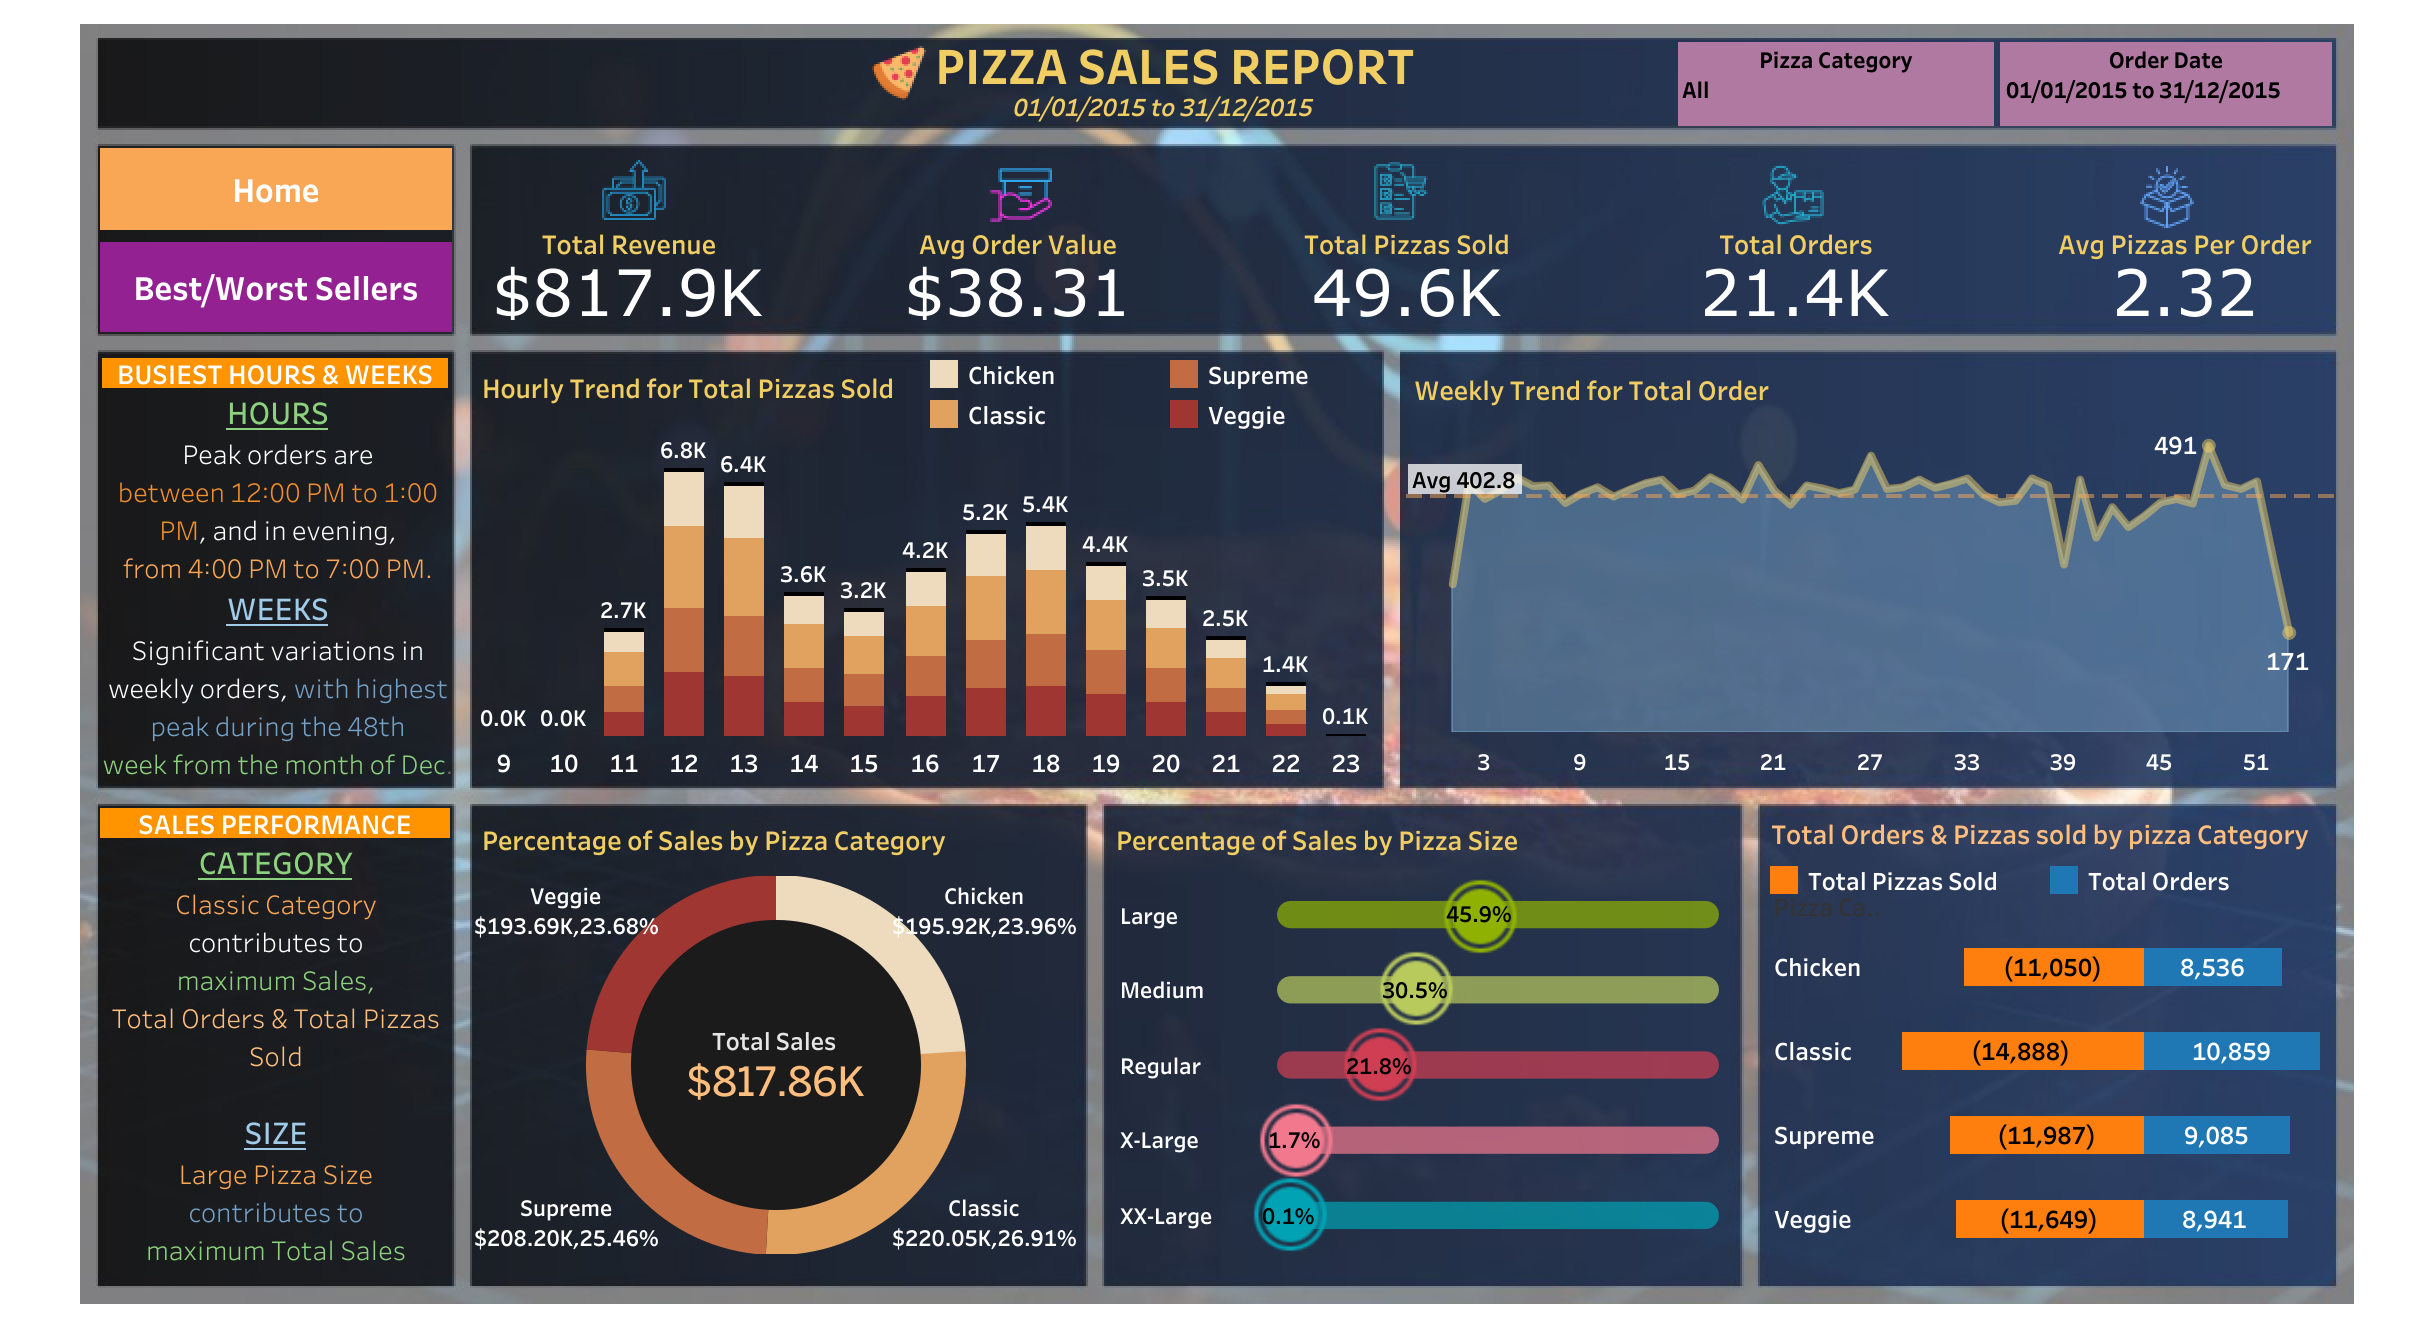 PIZZA SALES REPORT
01/01/2015 to 31/12/2015
Pizza Category
All
Order Date
01/01/2015 to 31/12/2015
Home
Best/Worst Sellers
Total Revenue
$817.9K
Avg Order Value
$38.31
Total Pizzas Sold
49.6K
Total Orders
21.4K
Avg Pizzas Per Order
2.32
BUSIEST HOURS & WEEKS
HOURS
Peak orders are
between 12:00 PM to 1:00
PM, and in evening,
from 4:00 PM to 7:00 PM.
WEEKS
Significant variations in
weekly orders, with highest
peak during the 48th
week from the month of Dec.
Hourly Trend for Total Pizzas Sold
Chicken
Supreme
Classic
Veggie
0.0K 0.0K 2.7K 6.8K 6.4K 3.6K 3.2K 4.2K 5.2K 5.4K 4.4K 3.5K 2.5K 1.4K 0.1K
9 10 11 12 13 14 15 16 17 18 19 20 21 22 23
Weekly Trend for Total Order
491
Avg 402.8
171
3 9 15 21 27 33 39 45 51
SALES PERFORMANCE
CATEGORY
Classic Category
contributes to
maximum Sales,
Total Orders & Total Pizzas
Sold
SIZE
Large Pizza Size
contributes to
maximum Total Sales
Percentage of Sales by Pizza Category
Veggie
$193.69K,23.68%
Chicken
$195.92K,23.96%
Total Sales
$817.86K
Supreme
$208.20K,25.46%
Classic
$220.05K,26.91%
Percentage of Sales by Pizza Size
Large 45.9%
Medium 30.5%
Regular 21.8%
X-Large 1.7%
XX-Large 0.1%
Total Orders & Pizzas sold by pizza Category
Total Pizzas Sold
Total Orders
Pizza Ca..
Chicken (11,050) 8,536
Classic (14,888) 10,859
Supreme (11,987) 9,085
Veggie (11,649) 8,941